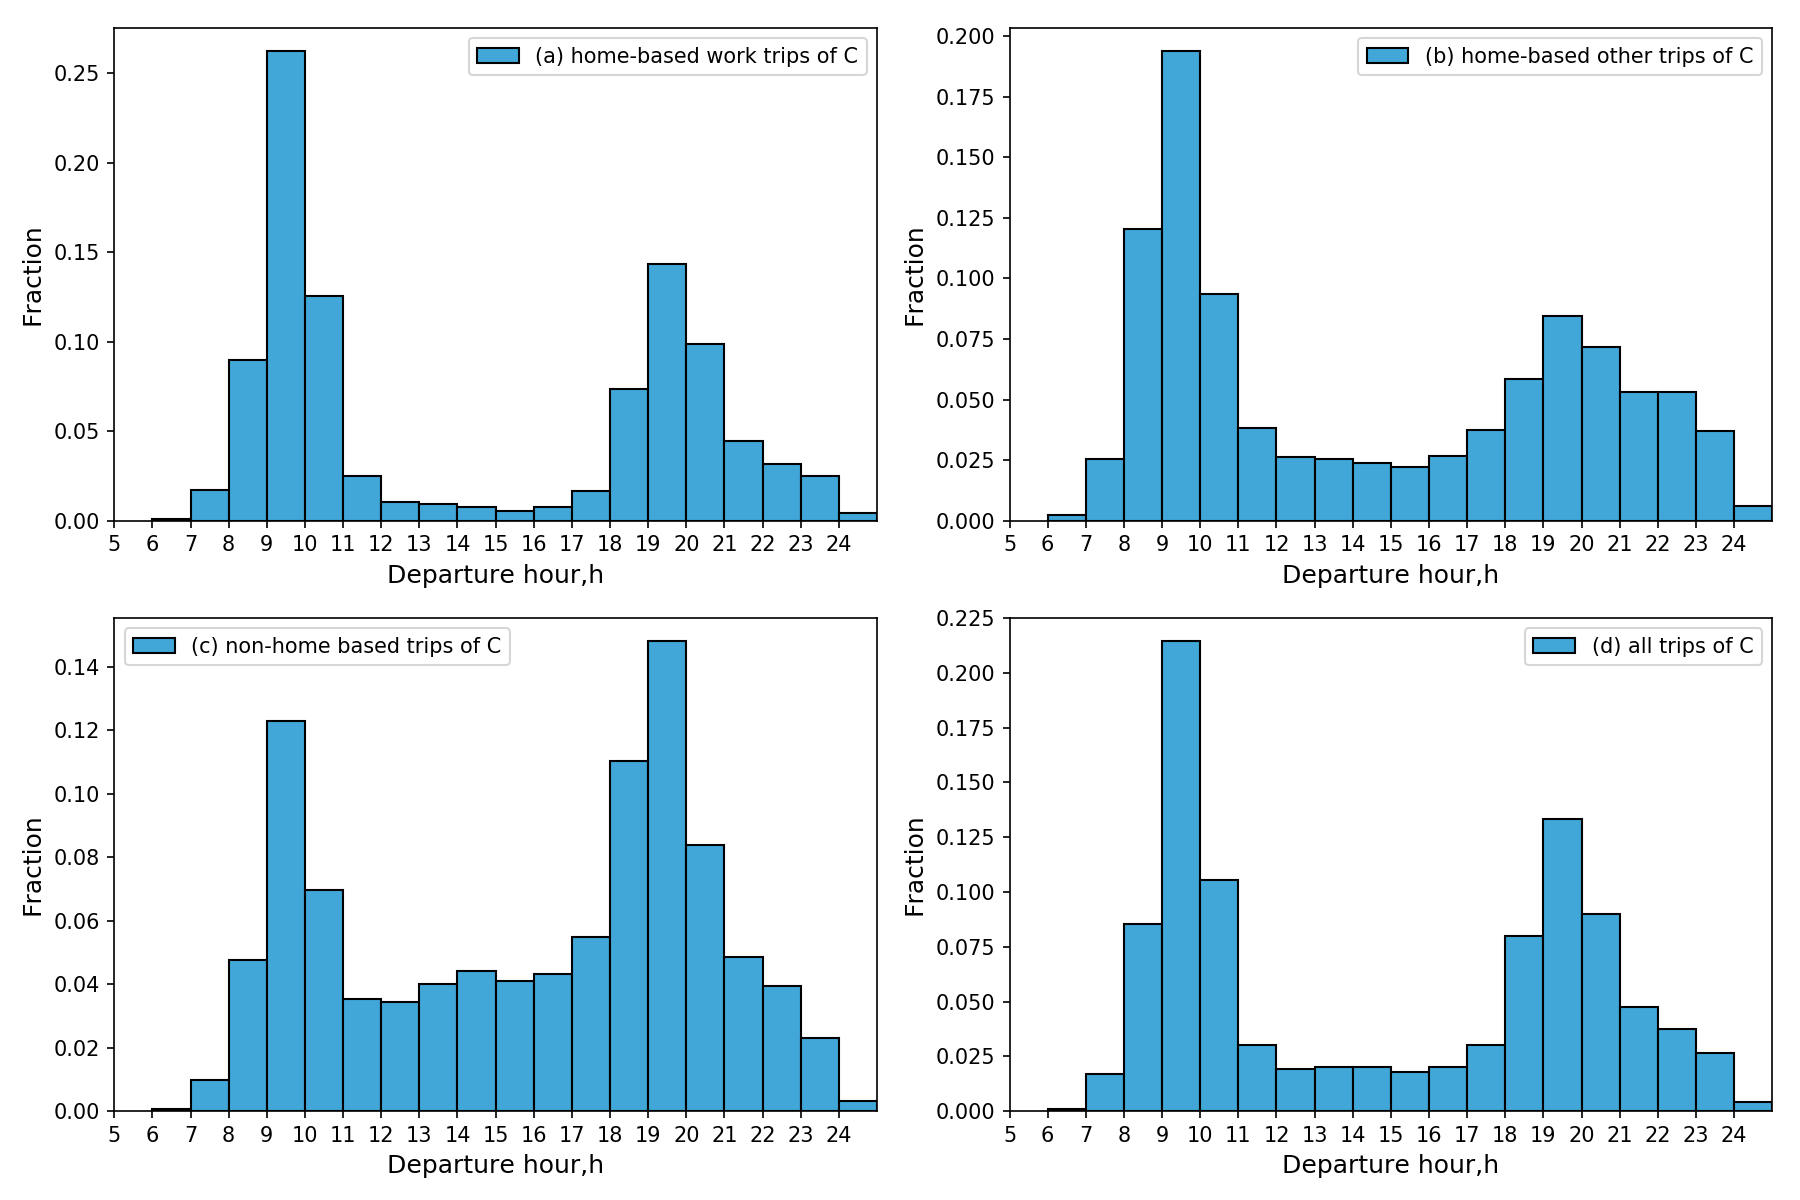 (a) home-based work trips of C
Fraction
0.25
0.20
0.15
0.10
0.05
0.00
5 6 7 8 9 10 11 12 13 14 15 16 17 18 19 20 21 22 23 24
Departure hour,h
(b) home-based other trips of C
Fraction
0.200
0.175
0.150
0.125
0.100
0.075
0.050
0.025
0.000
5 6 7 8 9 10 11 12 13 14 15 16 17 18 19 20 21 22 23 24
Departure hour,h
(c) non-home based trips of C
Fraction
0.14
0.12
0.10
0.08
0.06
0.04
0.02
0.00
5 6 7 8 9 10 11 12 13 14 15 16 17 18 19 20 21 22 23 24
Departure hour,h
(d) all trips of C
Fraction
0.225
0.200
0.175
0.150
0.125
0.100
0.075
0.050
0.025
0.000
5 6 7 8 9 10 11 12 13 14 15 16 17 18 19 20 21 22 23 24
Departure hour,h